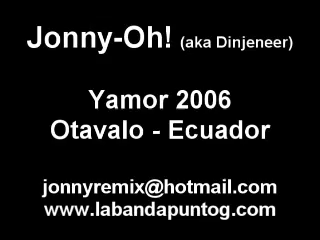 Jonny-Oh! (aka Dinjeneer)
Yamor 2006
Otavalo - Ecuador
jonnyremix@hotmail.com
www.labandapuntog.com